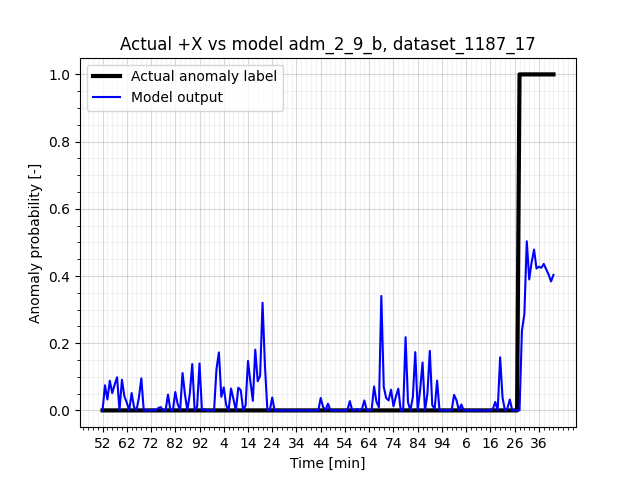 Actual +X vs model adm_2_9_b, dataset_1187_17
Actual anomaly label
Model output
Anomaly probability [-]
1.0
0.8
0.6
0.4
0.2
0.0
52 62 72 82 92 4 14 24 34 44 54 64 74 84 94 6 16 26 36
Time [min]